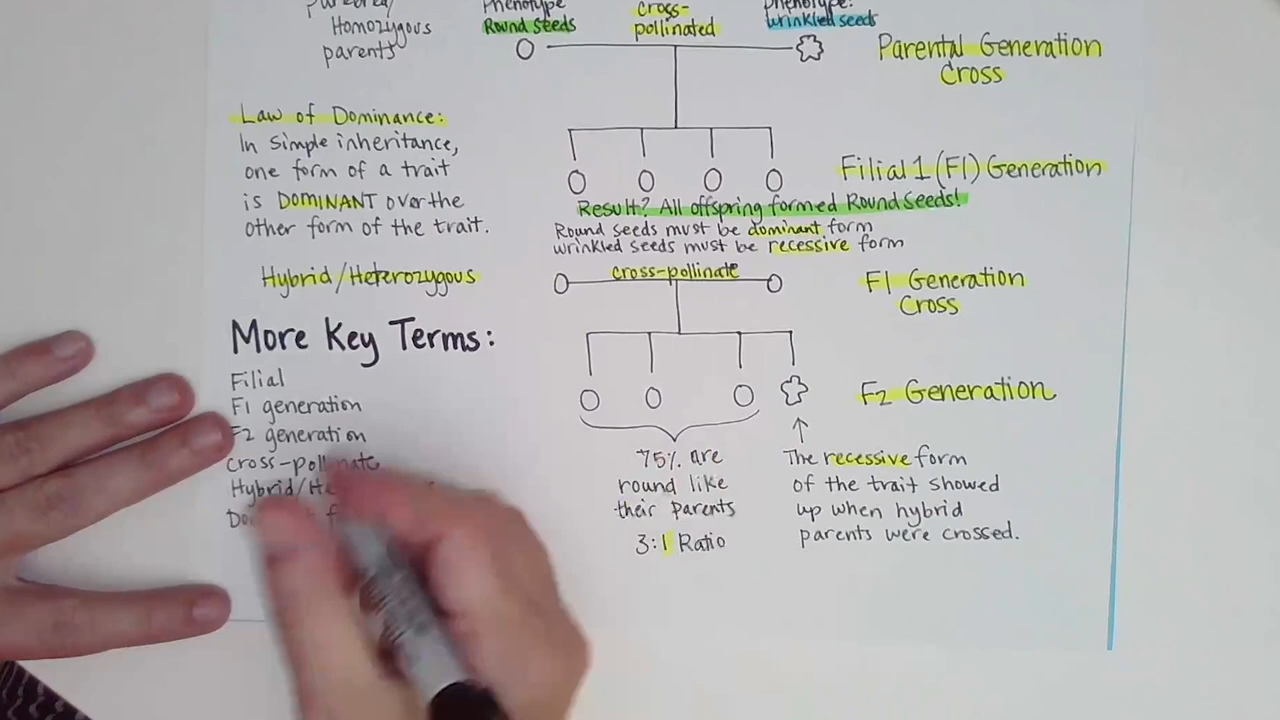 Phenotype
Round Seeds
cross-
pollinated
Phenotype:
wrinkled seeds
Homozygous
parents
Parental Generation
Cross
Law of Dominance:
In simple inheritance,
one form of a trait
is DOMINANT over the
other form of the trait.
Filial 1 (F1) Generation
Result? All offspring formed Round Seeds!
Round seeds must be dominant form
wrinkled seeds must be recessive form
Hybrid/Heterozygous
cross-pollinate
F1 Generation
Cross
More Key Terms:
Filial
F1 generation
F2 generation
cross-pollinate
Hybrid/He
F2 Generation
75% are
round like
their parents
3:1 Ratio
The recessive form
of the trait showed
up when hybrid
parents were crossed.